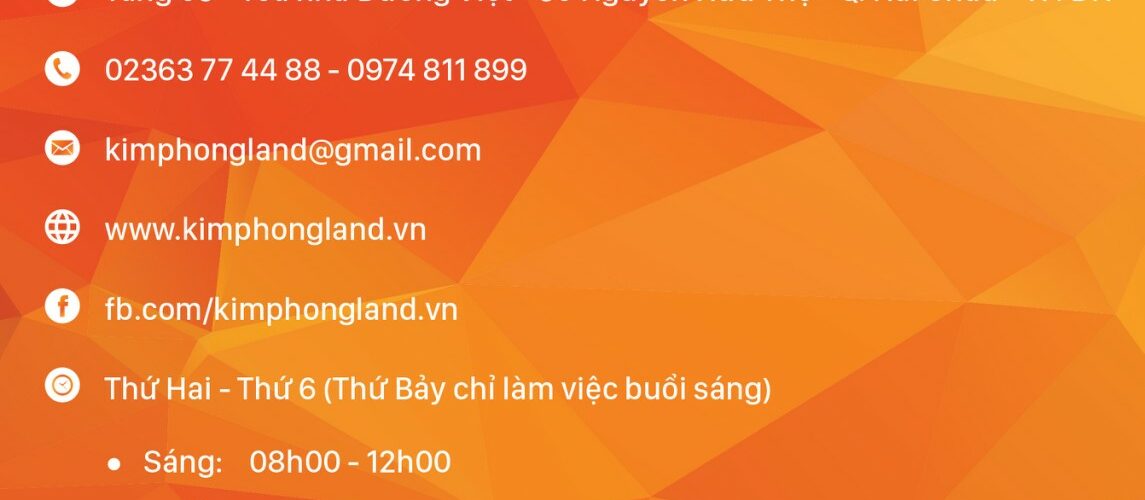 02363 77 44 88 - 0974 811 899
kimphongland@gmail.com
www.kimphongland.vn
fb.com/kimphongland.vn
Thứ Hai - Thứ 6 (Thứ Bảy chỉ làm việc buổi sáng)
• Sáng: 08h00 - 12h00